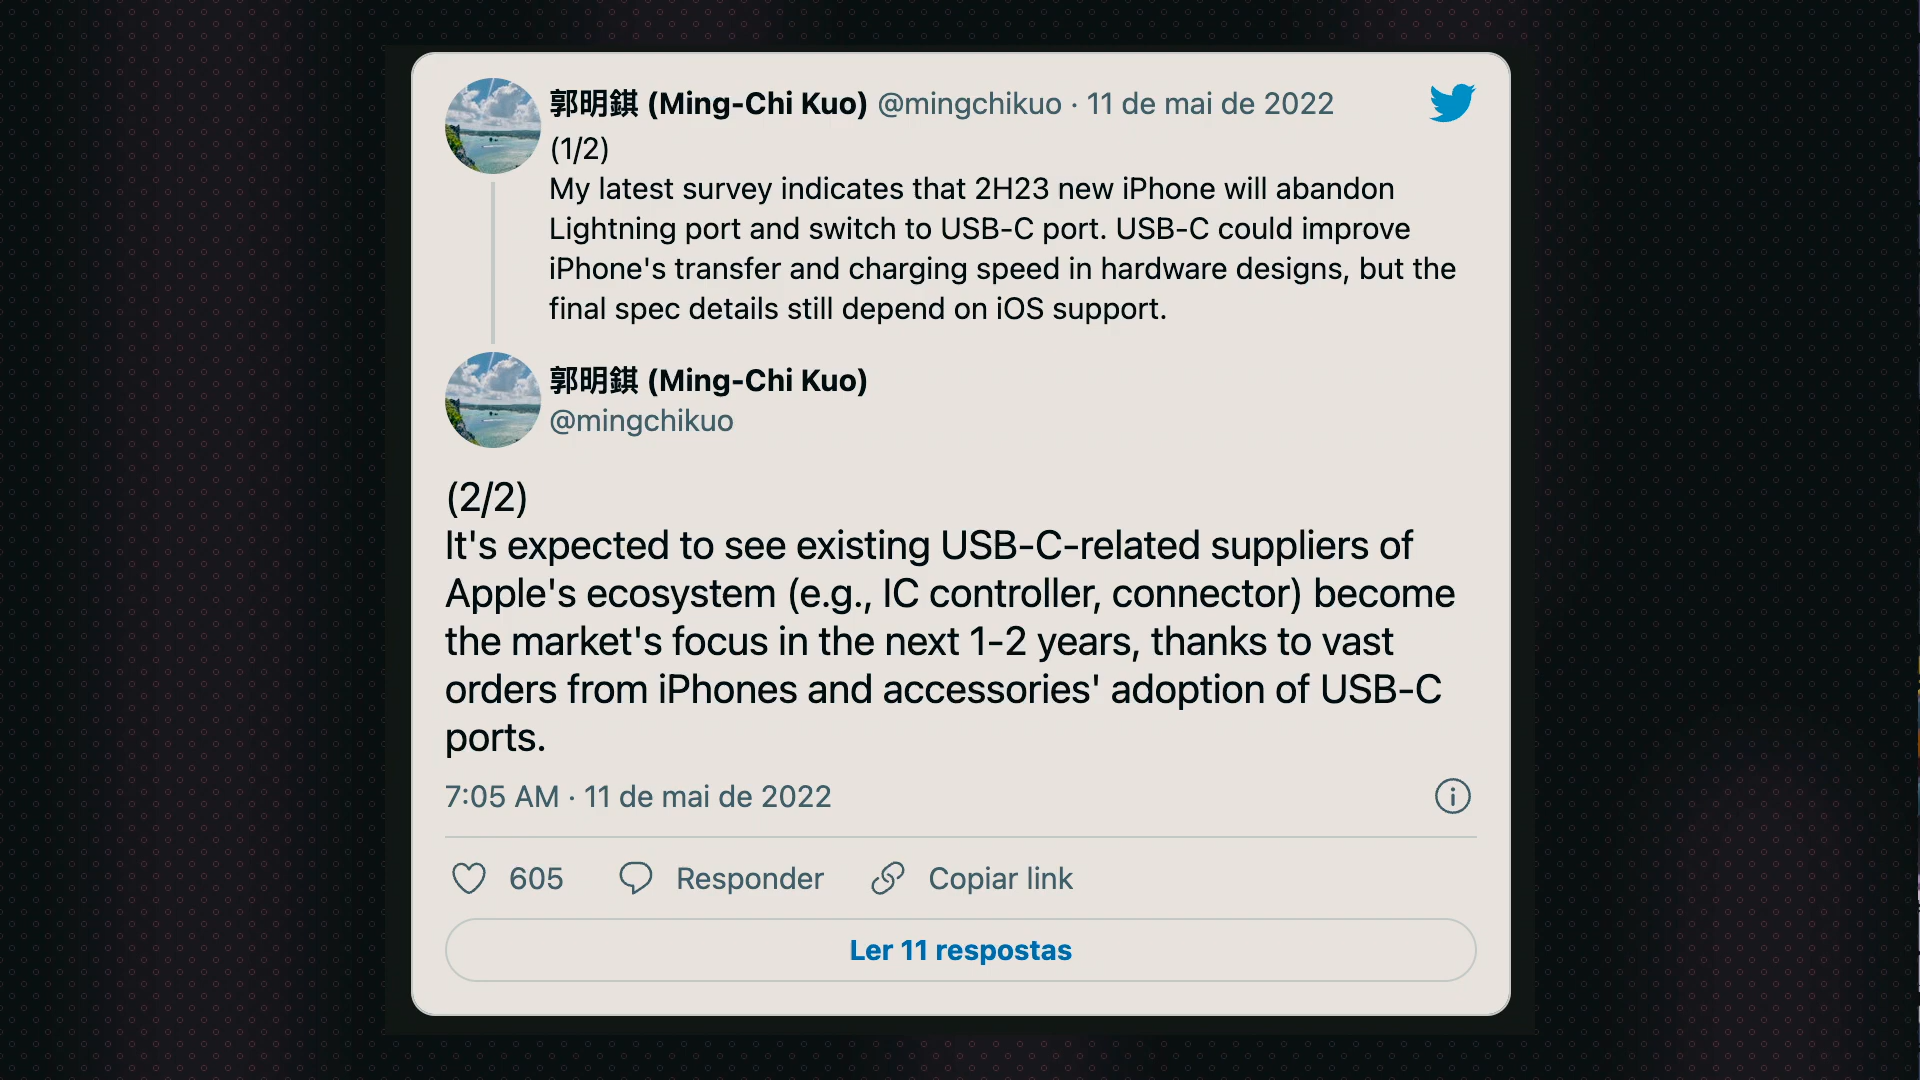 郭明錤 (Ming-Chi Kuo) @mingchikuo · 11 de mai de 2022
(1/2)
My latest survey indicates that 2H23 new iPhone will abandon
Lightning port and switch to USB-C port. USB-C could improve
iPhone's transfer and charging speed in hardware designs, but the
final spec details still depend on iOS support.
郭明錤 (Ming-Chi Kuo)
@mingchikuo
(2/2)
It's expected to see existing USB-C-related suppliers of
Apple's ecosystem (e.g., IC controller, connector) become
the market's focus in the next 1-2 years, thanks to vast
orders from iPhones and accessories' adoption of USB-C
ports.
7:05 AM · 11 de mai de 2022
605 Responder Copiar link
Ler 11 respostas